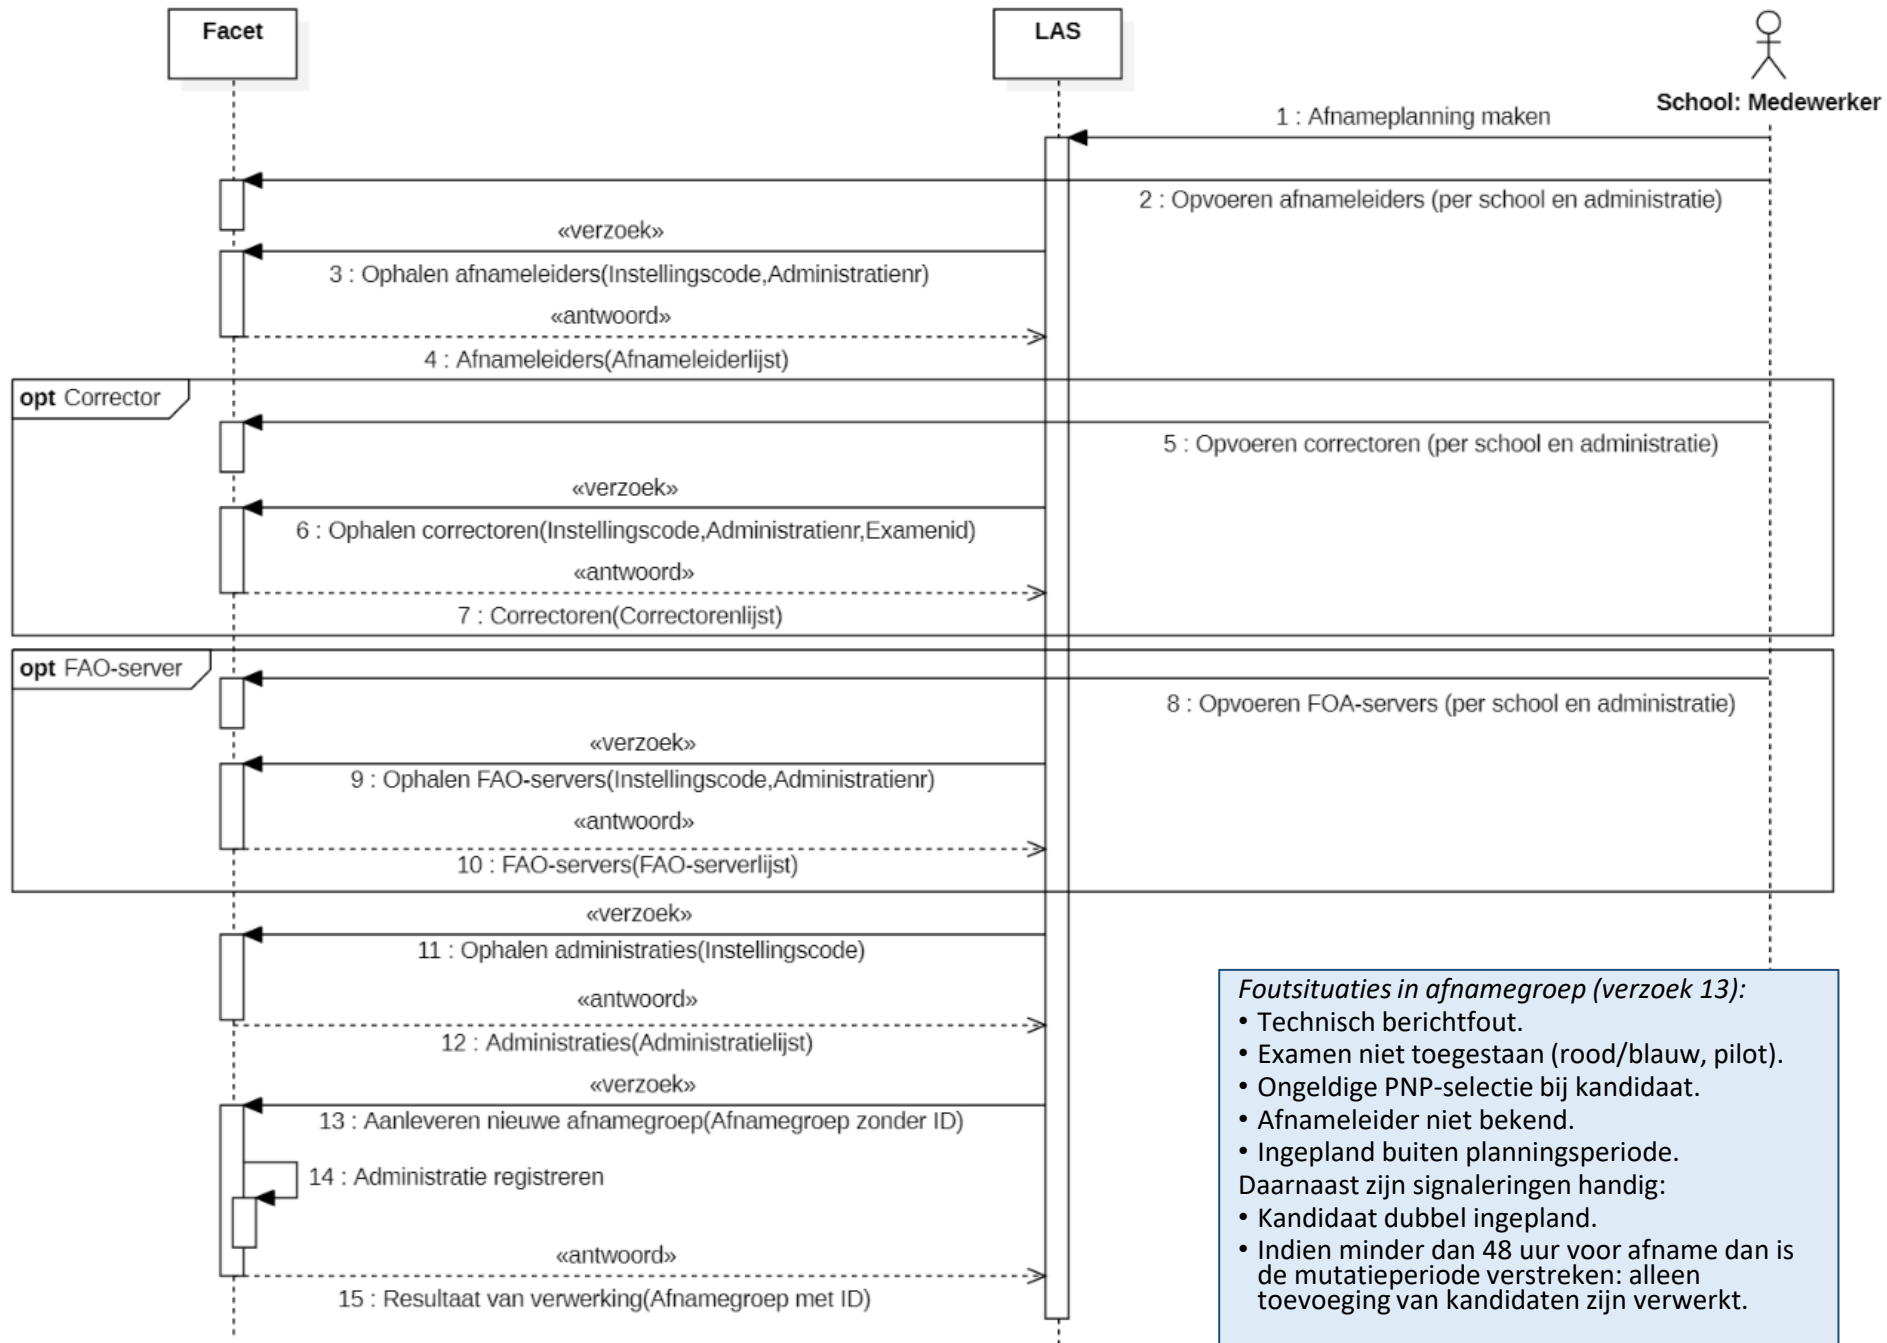 Facet
LAS
School: Medewerker
1 : Afnameplanning maken
2 : Opvoeren afnameleiders (per school en administratie)
«verzoek»
3 : Ophalen afnameleiders(Instellingscode,Administratienr)
«antwoord»
4 : Afnameleiders(Afnameleiderlijst)
opt Corrector
5 : Opvoeren correctoren (per school en administratie)
«verzoek»
6 : Ophalen correctoren(Instellingscode,Administratienr,Examenid)
«antwoord»
7 : Correctoren(Correctorenlijst)
opt FAO-server
8 : Opvoeren FOA-servers (per school en administratie)
«verzoek»
9 : Ophalen FAO-servers(Instellingscode,Administratienr)
«antwoord»
10 : FAO-servers(FAO-serverlijst)
«verzoek»
11 : Ophalen administraties(Instellingscode)
«antwoord»
12 : Administraties(Administratielijst)
«verzoek»
13 : Aanleveren nieuwe afnamegroep(Afnamegroep zonder ID)
14 : Administratie registreren
«antwoord»
15 : Resultaat van verwerking(Afnamegroep met ID)
Foutsituaties in afnamegroep (verzoek 13):
• Technisch berichtfout.
• Examen niet toegestaan (rood/blauw, pilot).
• Ongeldige PNP-selectie bij kandidaat.
• Afnameleider niet bekend.
• Ingepland buiten planningsperiode.
Daarnaast zijn signaleringen handig:
• Kandidaat dubbel ingepland.
• Indien minder dan 48 uur voor afname dan is
de mutatieperiode verstreken: alleen
toevoeging van kandidaten zijn verwerkt.